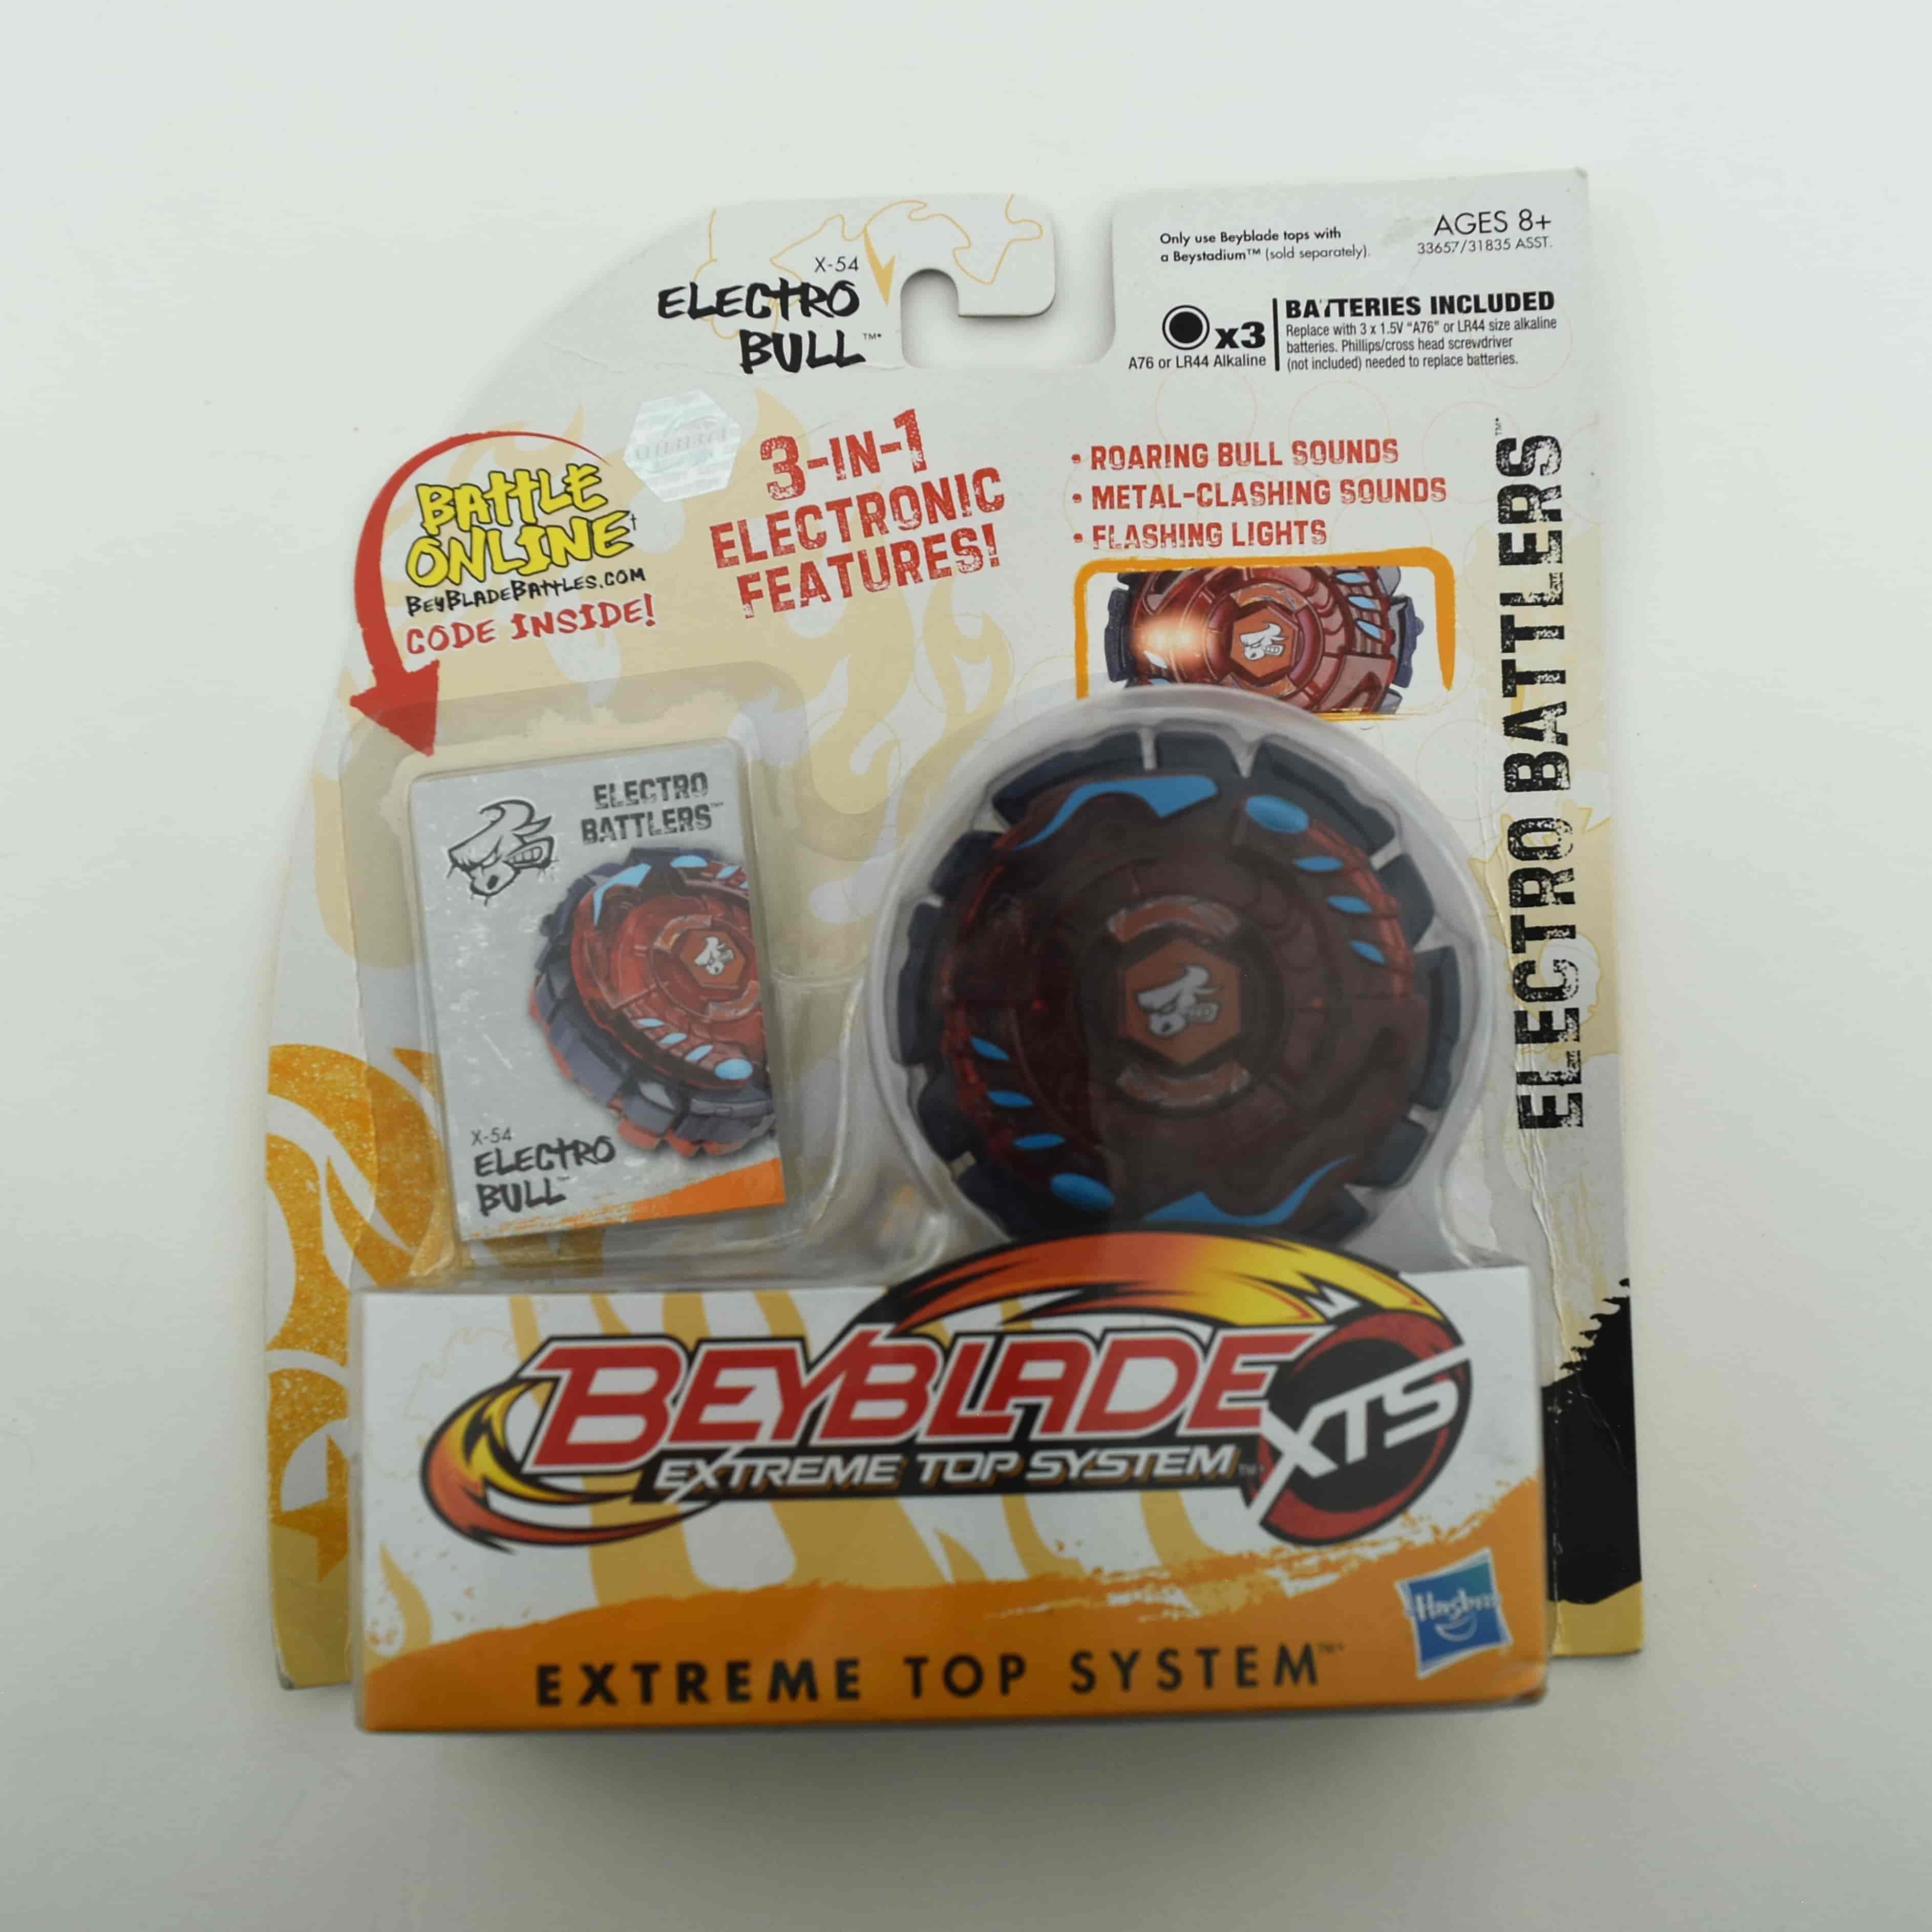 X-54
ELECTRO
BULL™*
Only use Beyblade tops with
a Beystadium™ (sold separately).
AGES 8+
33657/31835 ASST.
x3
A76 or LR44 Alkaline
BATTERIES INCLUDED
Replace with 3 x 1.5V "A76" or LR44 size alkaline
batteries. Phillips/cross head screwdriver
(not included) needed to replace batteries.
BATTLE
ONLINE†
BEYBLADEBATTLES.COM
CODE INSIDE!
3-IN-1
ELECTRONIC
FEATURES!
• ROARING BULL SOUNDS
• METAL-CLASHING SOUNDS
• FLASHING LIGHTS
ELECTRO BATTLERS™*
ELECTRO
BATTLERS™
X-54
ELECTRO
BULL™
BEYBLADE
EXTREME TOP SYSTEM™*
XTS
EXTREME TOP SYSTEM™*
Hasbro